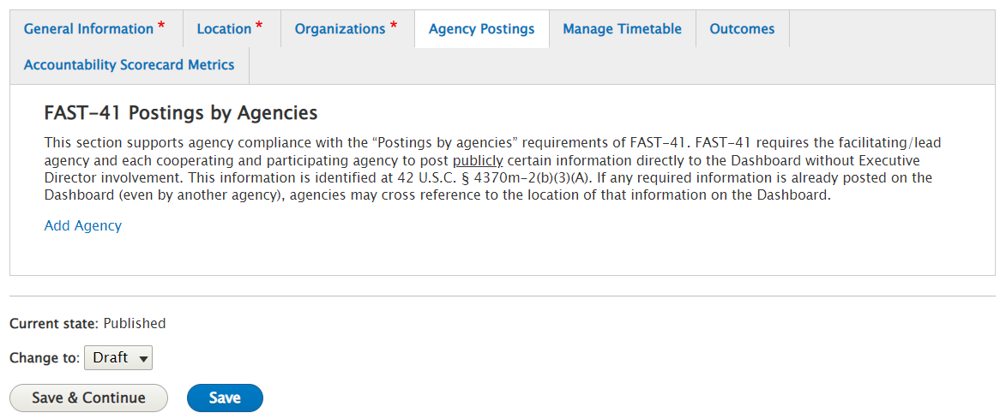 General Information * Location * Organizations * Agency Postings Manage Timetable Outcomes
Accountability Scorecard Metrics
FAST-41 Postings by Agencies
This section supports agency compliance with the “Postings by agencies” requirements of FAST-41. FAST-41 requires the facilitating/lead
agency and each cooperating and participating agency to post publicly certain information directly to the Dashboard without Executive
Director involvement. This information is identified at 42 U.S.C. § 4370m-2(b)(3)(A). If any required information is already posted on the
Dashboard (even by another agency), agencies may cross reference to the location of that information on the Dashboard.
Add Agency
Current state: Published
Change to: Draft
Save & Continue Save